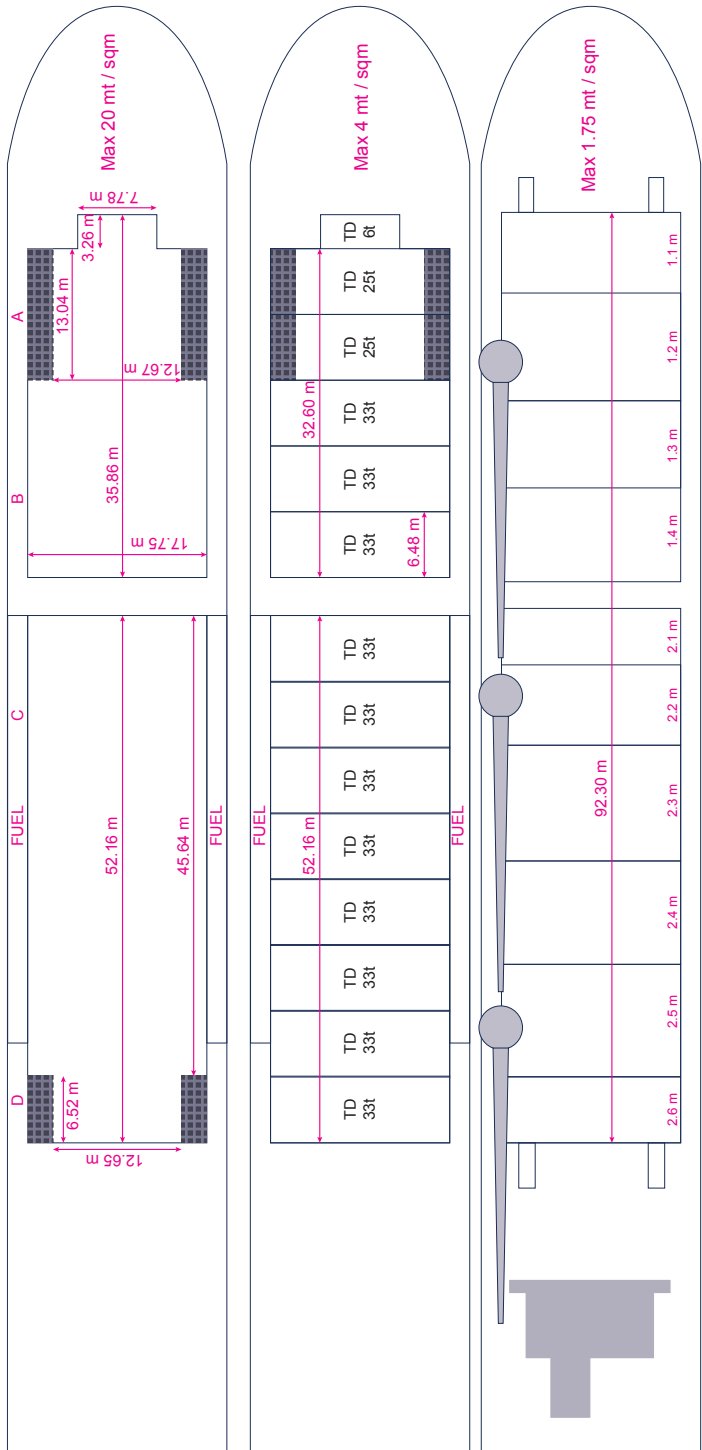 Max 20 mt / sqm
7.78 m
3.26 m
13.04 m
A
12.67 m
35.86 m
B
17.75 m
C
FUEL
FUEL
52.16 m
45.64 m
D
6.52 m
12.65 m
Max 4 mt / sqm
TD
6t
TD
25t
TD
25t
32.60 m
TD
33t
TD
33t
TD
33t
6.48 m
TD
33t
TD
33t
TD
33t
FUEL
FUEL
52.16 m
TD
33t
TD
33t
TD
33t
TD
33t
TD
33t
Max 1.75 mt / sqm
1.1 m
1.2 m
1.3 m
1.4 m
2.1 m
2.2 m
92.30 m
2.3 m
2.4 m
2.5 m
2.6 m